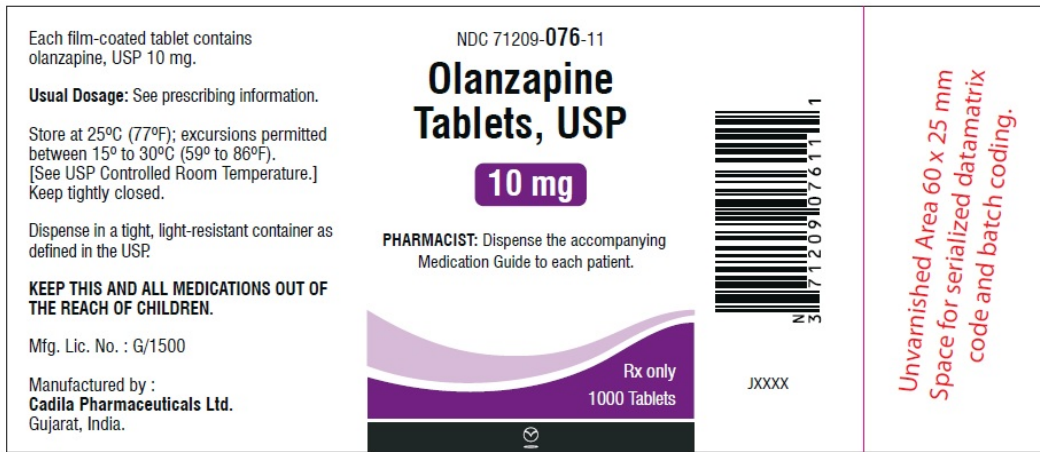 Each film-coated tablet contains
olanzapine, USP 10 mg.
Usual Dosage: See prescribing information.
Store at 25ºC (77ºF); excursions permitted
between 15º to 30ºC (59º to 86ºF).
[See USP Controlled Room Temperature.]
Keep tightly closed.
Dispense in a tight, light-resistant container as
defined in the USP.
KEEP THIS AND ALL MEDICATIONS OUT OF
THE REACH OF CHILDREN.
Mfg. Lic. No. : G/1500
Manufactured by :
Cadila Pharmaceuticals Ltd.
Gujarat, India.
NDC 71209-076-11
Olanzapine
Tablets, USP
10 mg
PHARMACIST: Dispense the accompanying
Medication Guide to each patient.
Rx only
1000 Tablets
N
3 71209 07611 1
JXXXX
Unvarnished Area 60 x 25 mm
Space for serialized datamatrix
code and batch coding.